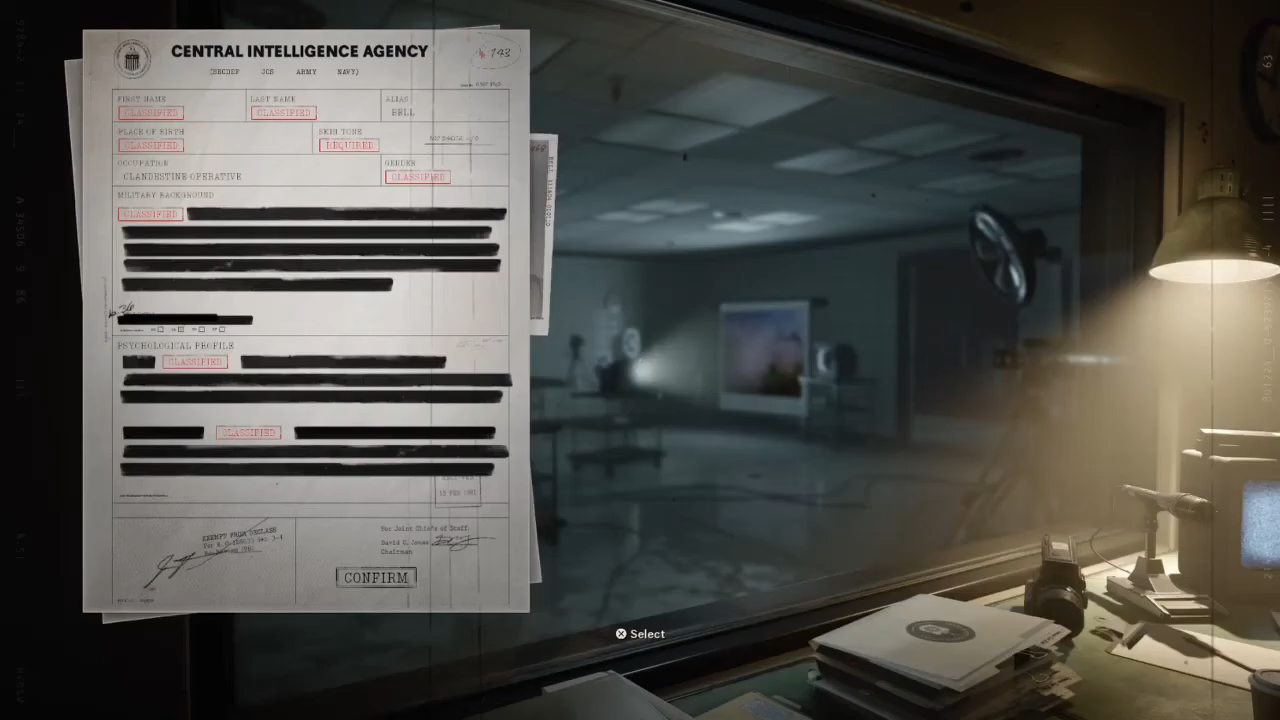 CENTRAL INTELLIGENCE AGENCY
143
(SECDEF JCS ARMY NAVY)
FIRST NAME LAST NAME ALIAS
CLASSIFIED CLASSIFIED BELL
PLACE OF BIRTH SKIN TONE
CLASSIFIED REQUIRED
OCCUPATION GENDER
CLANDESTINE OPERATIVE CLASSIFIED
MILITARY BACKGROUND
CLASSIFIED
PSYCHOLOGICAL PROFILE
CLASSIFIED
CLASSIFIED
EXEMPT FROM
For Joint Chiefs of Staff
David C. Jones
Chairman
CONFIRM
Select
63